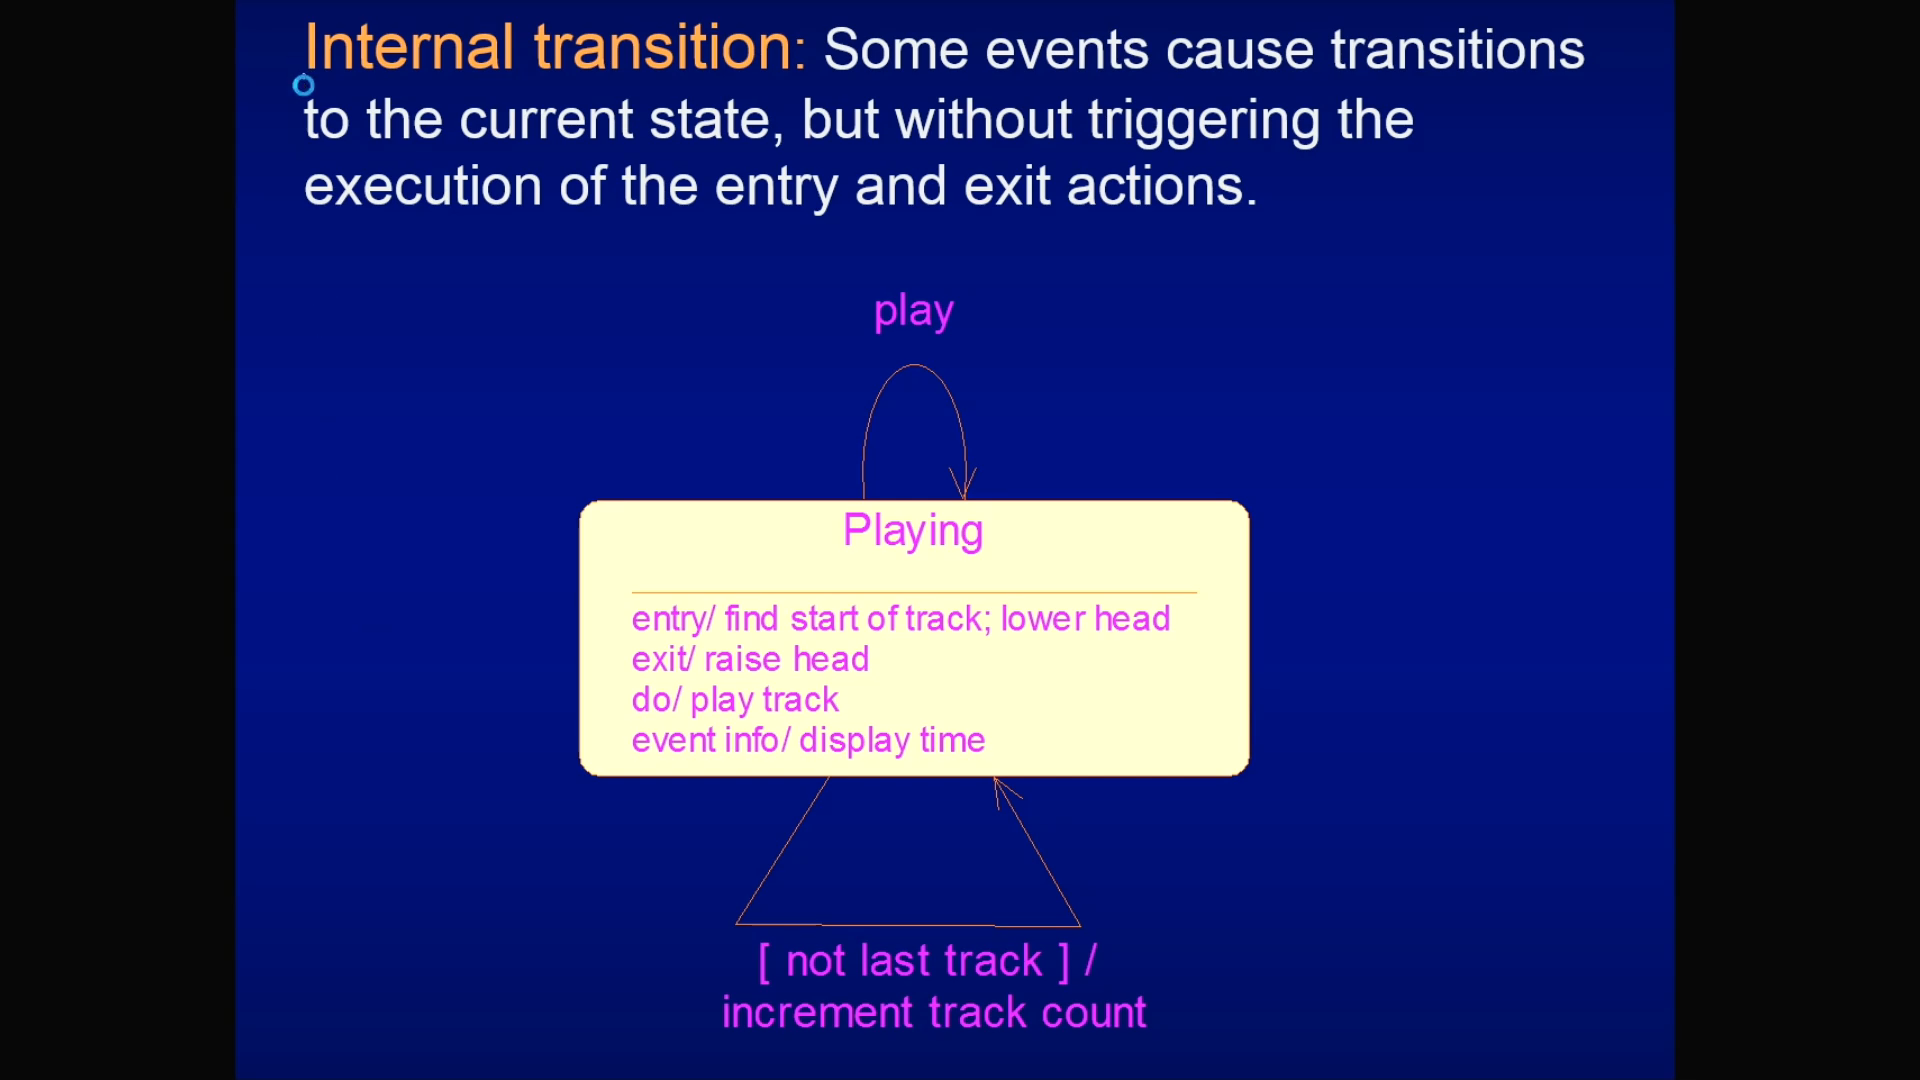 Internal transition: Some events cause transitions
to the current state, but without triggering the
execution of the entry and exit actions.
play
Playing
entry/ find start of track; lower head
exit/ raise head
do/ play track
event info/ display time
[ not last track ] /
increment track count